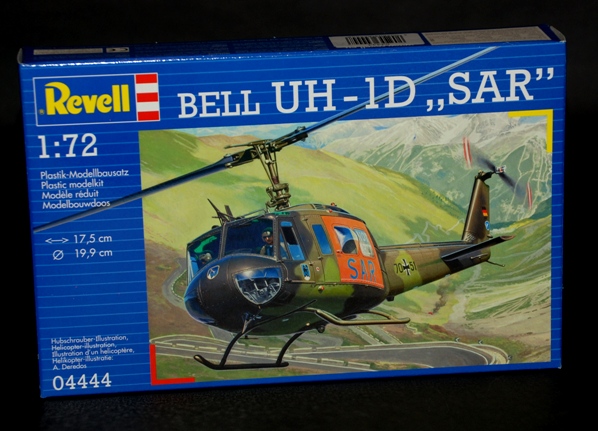 Revell
BELL UH-1D „SAR”
1:72
Plastik-Modellbausatz
Plastic modelkit
Modèle réduit
Modelbouwdoos
↔ 17,5 cm
Ø 19,9 cm
SAR
70 51
Hubschrauber-Illustration,
Helicopter-illustration,
Illustration d'un helicoptère,
Helikopter-illustratie:
A. Deredos
04444